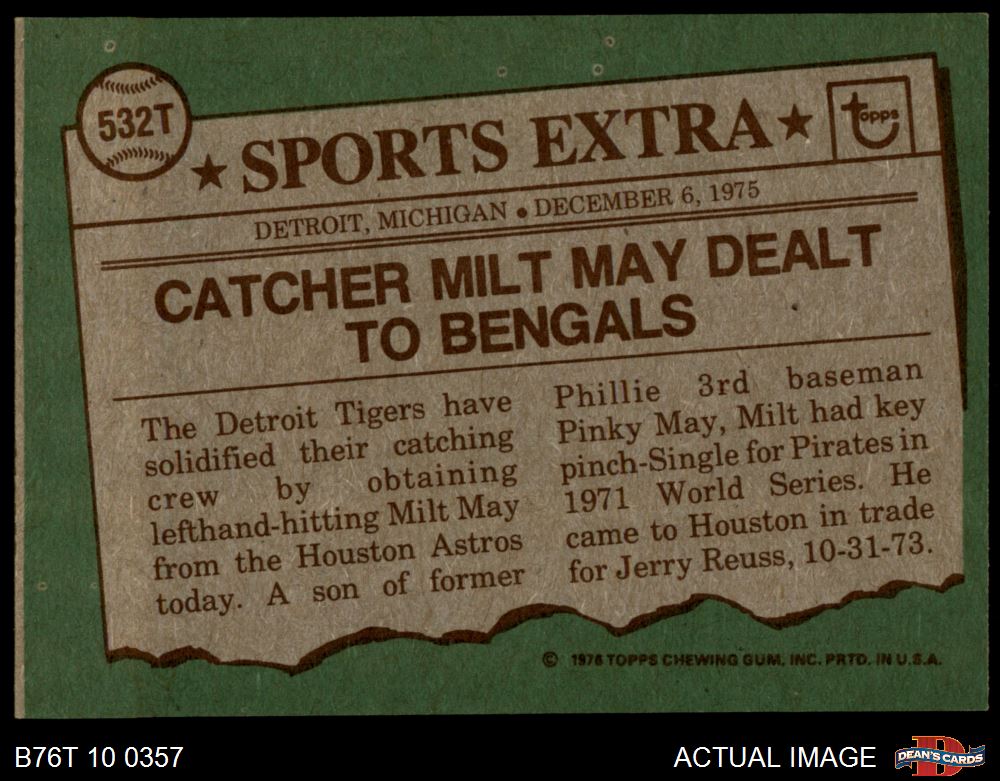 532T
★ SPORTS EXTRA ★
topps
DETROIT, MICHIGAN • DECEMBER 6, 1975
CATCHER MILT MAY DEALT
TO BENGALS
The Detroit Tigers have
solidified their catching
crew by obtaining
lefthand-hitting Milt May
from the Houston Astros
today. A son of former
Phillie 3rd baseman
Pinky May, Milt had key
pinch-Single for Pirates in
1971 World Series. He
came to Houston in trade
for Jerry Reuss, 10-31-73.
© 1976 TOPPS CHEWING GUM, INC. PRTD. IN U.S.A.
B76T 10 0357
ACTUAL IMAGE
DEAN'S CARDS